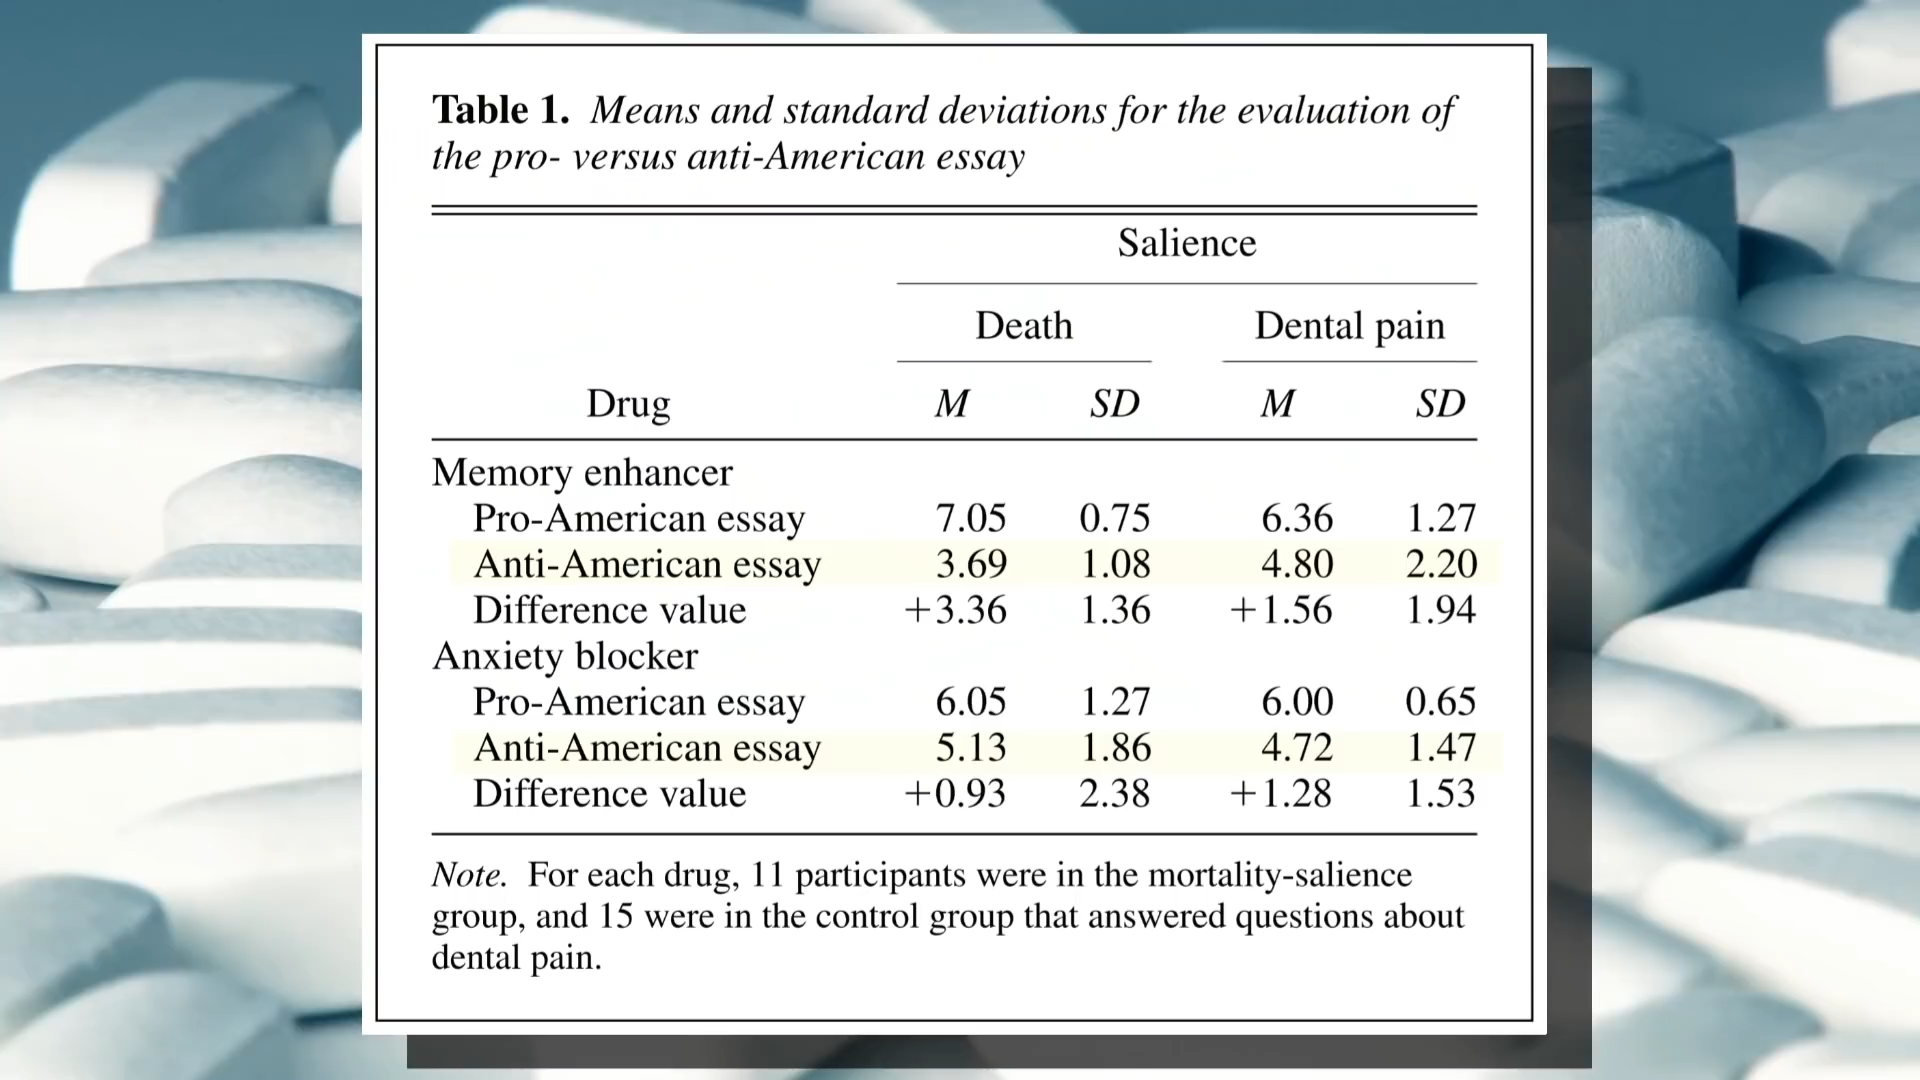 Table 1. Means and standard deviations for the evaluation of
the pro- versus anti-American essay
Salience
Death Dental pain
Drug M SD M SD
Memory enhancer
Pro-American essay 7.05 0.75 6.36 1.27
Anti-American essay 3.69 1.08 4.80 2.20
Difference value +3.36 1.36 +1.56 1.94
Anxiety blocker
Pro-American essay 6.05 1.27 6.00 0.65
Anti-American essay 5.13 1.86 4.72 1.47
Difference value +0.93 2.38 +1.28 1.53
Note. For each drug, 11 participants were in the mortality-salience
group, and 15 were in the control group that answered questions about
dental pain.